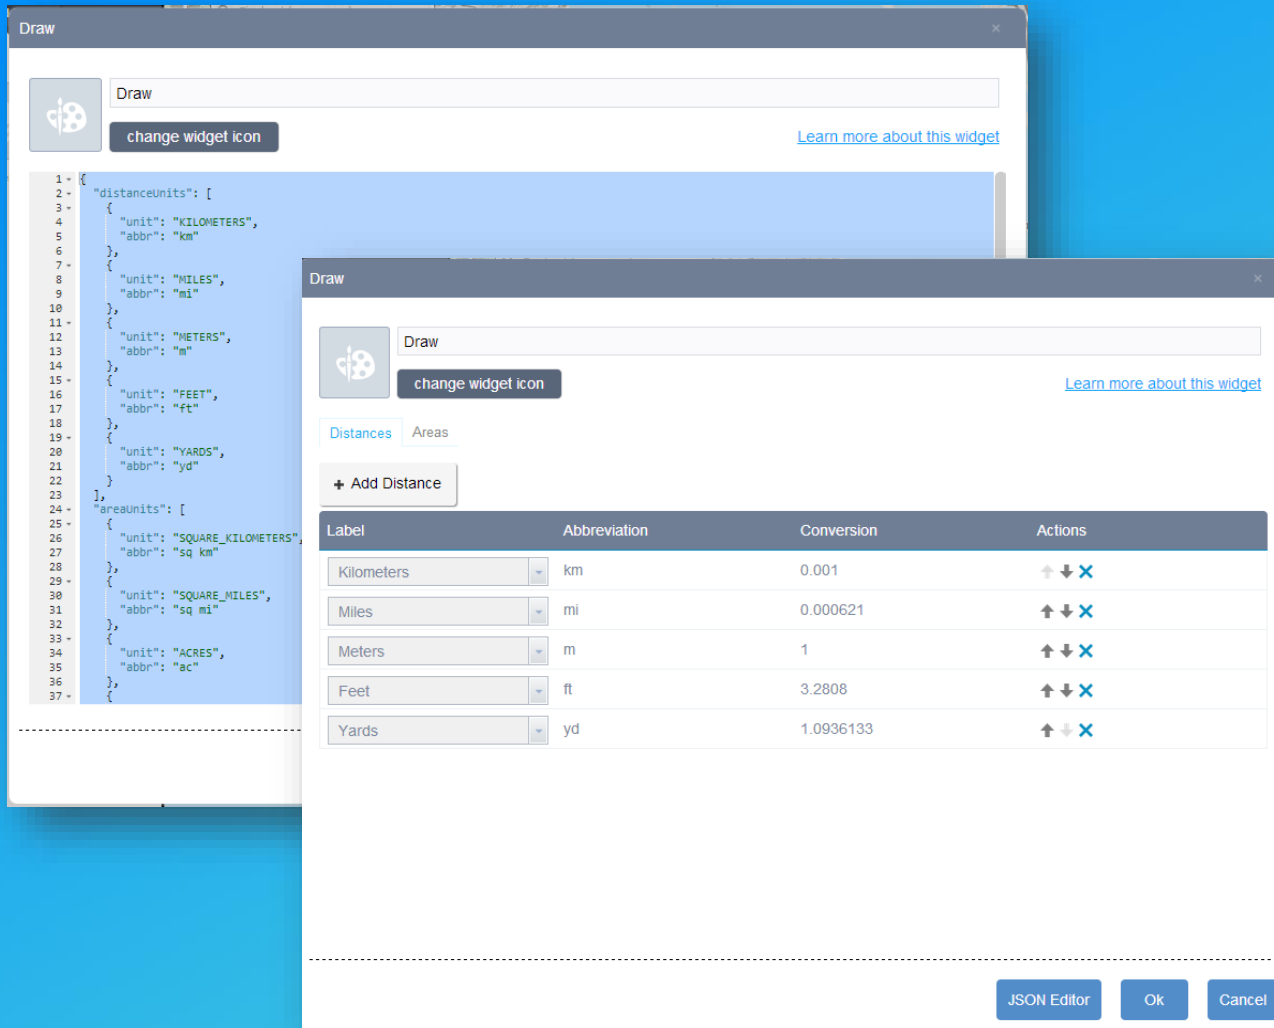 Draw
Draw
change widget icon
Learn more about this widget
1 {
2 "distanceUnits": [
3 {
4 "unit": "KILOMETERS",
5 "abbr": "km"
6 },
7 {
8 "unit": "MILES",
9 "abbr": "mi"
10 },
11 {
12 "unit": "METERS",
13 "abbr": "m"
14 },
15 {
16 "unit": "FEET",
17 "abbr": "ft"
18 },
19 {
20 "unit": "YARDS",
21 "abbr": "yd"
22 }
23 ],
24 "areaUnits": [
25 {
26 "unit": "SQUARE_KILOMETERS",
27 "abbr": "sq km"
28 },
29 {
30 "unit": "SQUARE_MILES",
31 "abbr": "sq mi"
32 },
33 {
34 "unit": "ACRES",
35 "abbr": "ac"
36 },
37 {
Draw
Draw
change widget icon
Learn more about this widget
Distances Areas
+ Add Distance
Label Abbreviation Conversion Actions
Kilometers km 0.001
Miles mi 0.000621
Meters m 1
Feet ft 3.2808
Yards yd 1.0936133
JSON Editor Ok Cancel